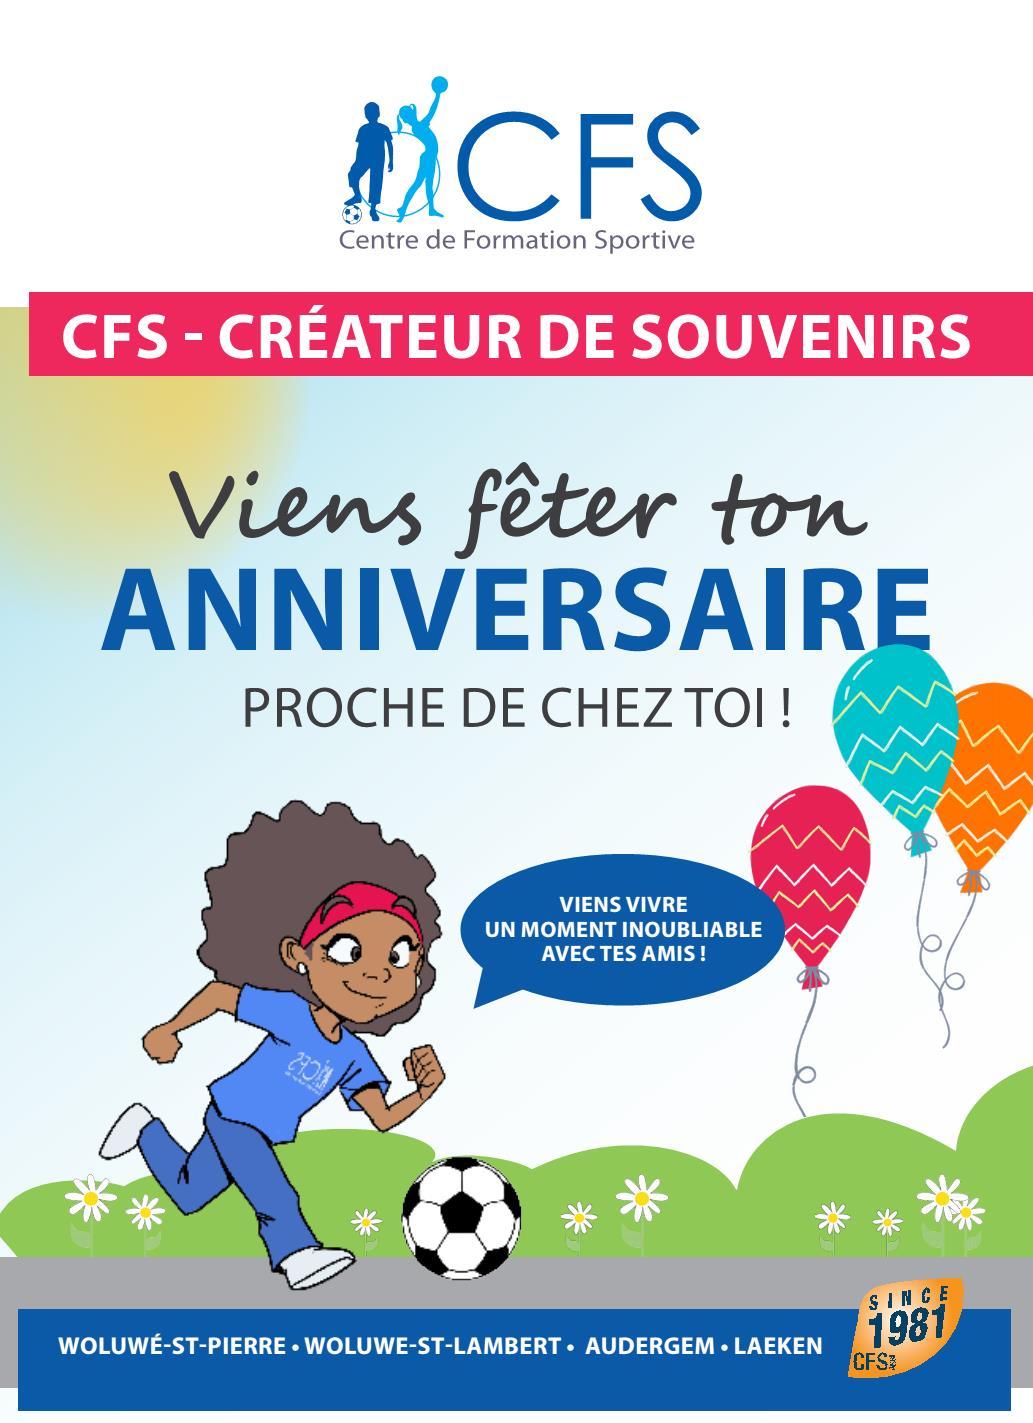 CFS
Centre de Formation Sportive
CFS - CRÉATEUR DE SOUVENIRS
Viens fêter ton
ANNIVERSAIRE
PROCHE DE CHEZ TOI !
VIENS VIVRE
UN MOMENT INOUBLIABLE
AVEC TES AMIS !
CFS
SINCE
1981
CFS
WOLUWÉ-ST-PIERRE • WOLUWE-ST-LAMBERT • AUDERGEM • LAEKEN